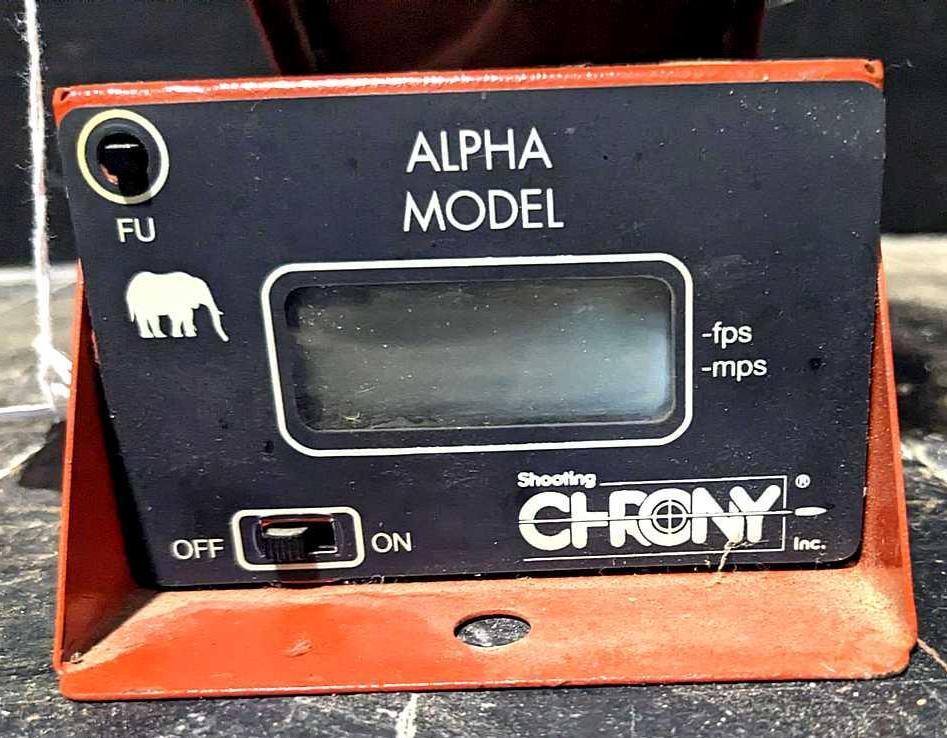 ALPHA
MODEL
FU
-fps
-mps
OFF
ON
Shooting
CHRONY ®
Inc.